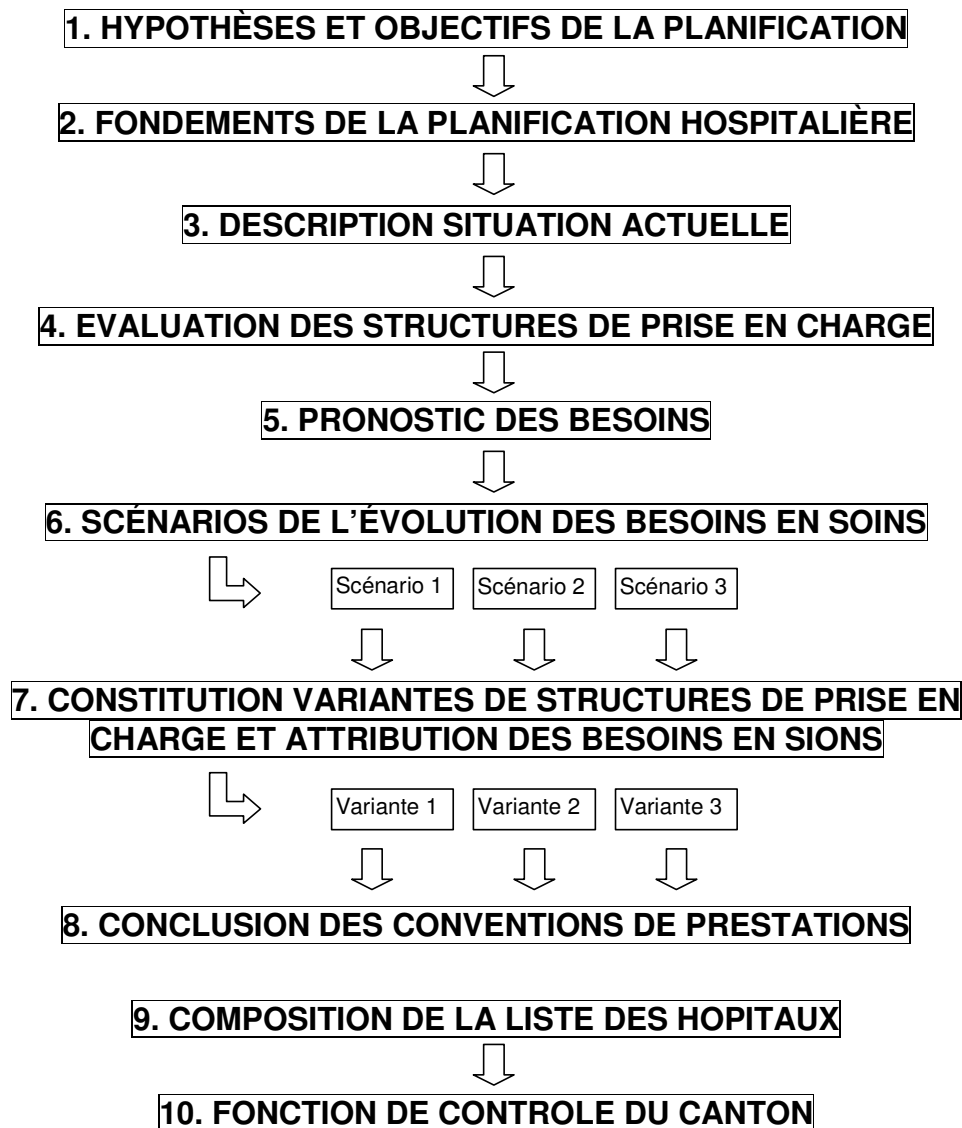 1. HYPOTHÈSES ET OBJECTIFS DE LA PLANIFICATION
2. FONDEMENTS DE LA PLANIFICATION HOSPITALIÈRE
3. DESCRIPTION SITUATION ACTUELLE
4. EVALUATION DES STRUCTURES DE PRISE EN CHARGE
5. PRONOSTIC DES BESOINS
6. SCÉNARIOS DE L'ÉVOLUTION DES BESOINS EN SOINS
Scénario 1 Scénario 2 Scénario 3
7. CONSTITUTION VARIANTES DE STRUCTURES DE PRISE EN
CHARGE ET ATTRIBUTION DES BESOINS EN SIONS
Variante 1 Variante 2 Variante 3
8. CONCLUSION DES CONVENTIONS DE PRESTATIONS
9. COMPOSITION DE LA LISTE DES HOPITAUX
10. FONCTION DE CONTROLE DU CANTON